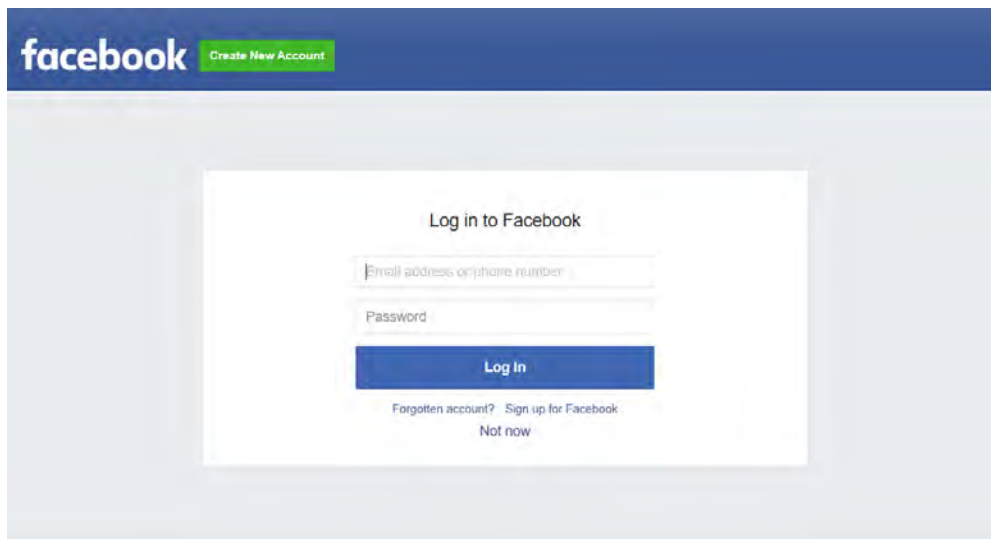 facebook Create New Account
Log in to Facebook
Email address or phone number
Password
Log In
Forgotten account? Sign up for Facebook
Not now